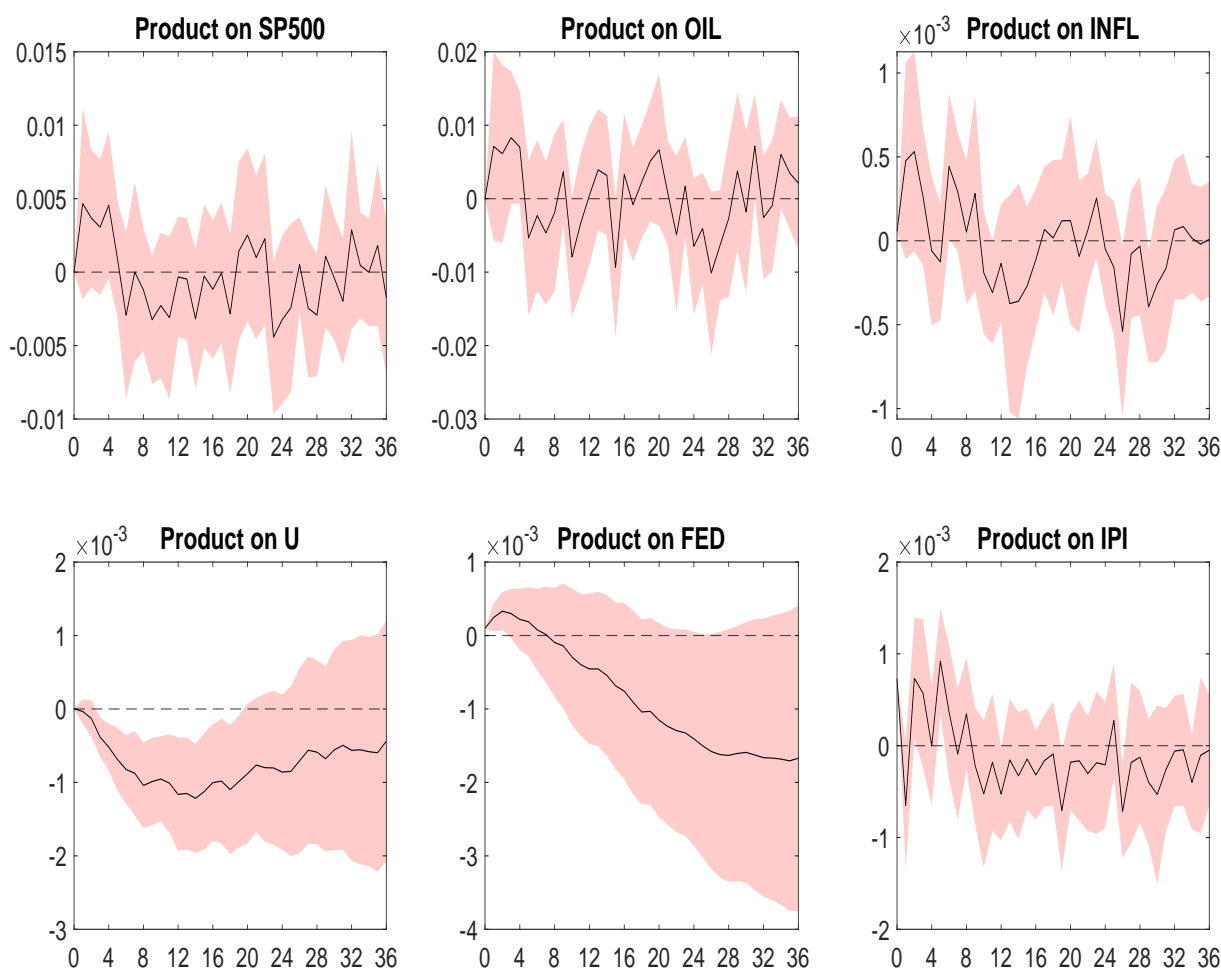 Product on SP500
0.015
0.01
0.005
0
-0.005
-0.01
0 4 8 12 16 20 24 28 32 36
Product on OIL
0.02
0.01
0
-0.01
-0.02
-0.03
0 4 8 12 16 20 24 28 32 36
×10^-3 Product on INFL
1
0.5
0
-0.5
-1
0 4 8 12 16 20 24 28 32 36
×10^-3 Product on U
2
1
0
-1
-2
-3
0 4 8 12 16 20 24 28 32 36
×10^-3 Product on FED
1
0
-1
-2
-3
-4
0 4 8 12 16 20 24 28 32 36
×10^-3 Product on IPI
2
1
0
-1
-2
0 4 8 12 16 20 24 28 32 36